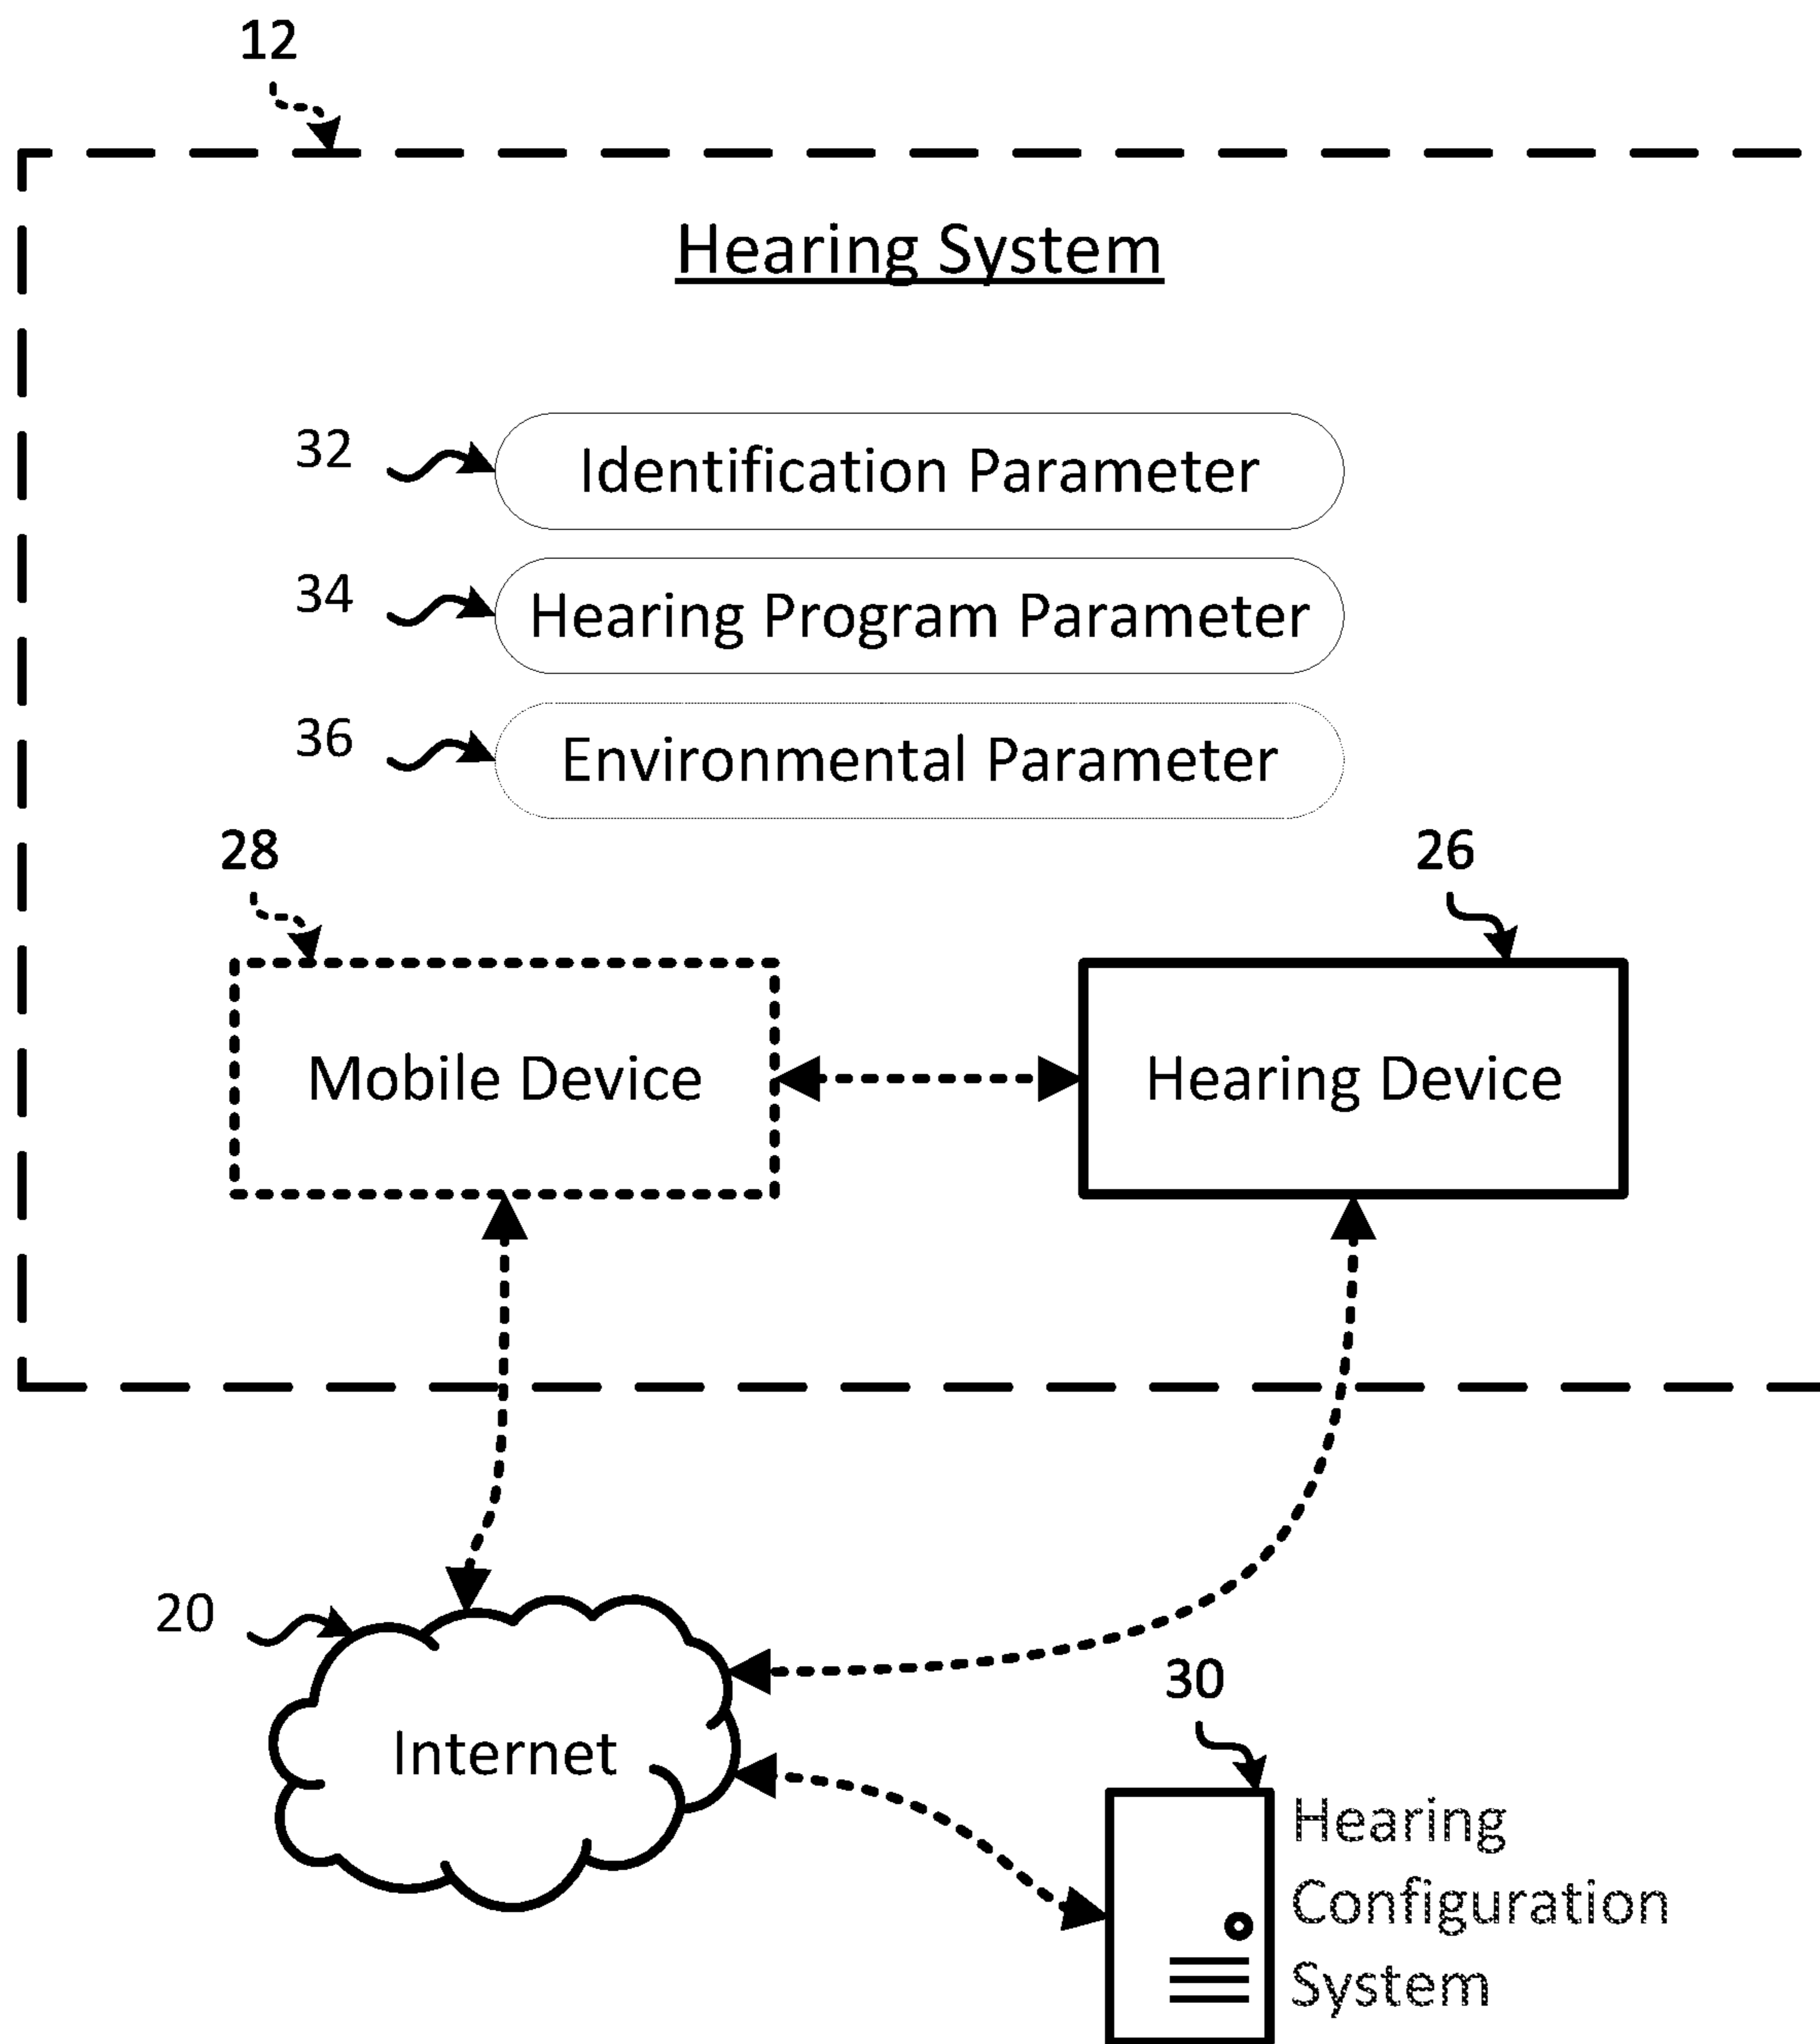 12
Hearing System
32
Identification Parameter
34
Hearing Program Parameter
36
Environmental Parameter
28
26
Mobile Device
Hearing Device
20
Internet
30
Hearing
Configuration
System